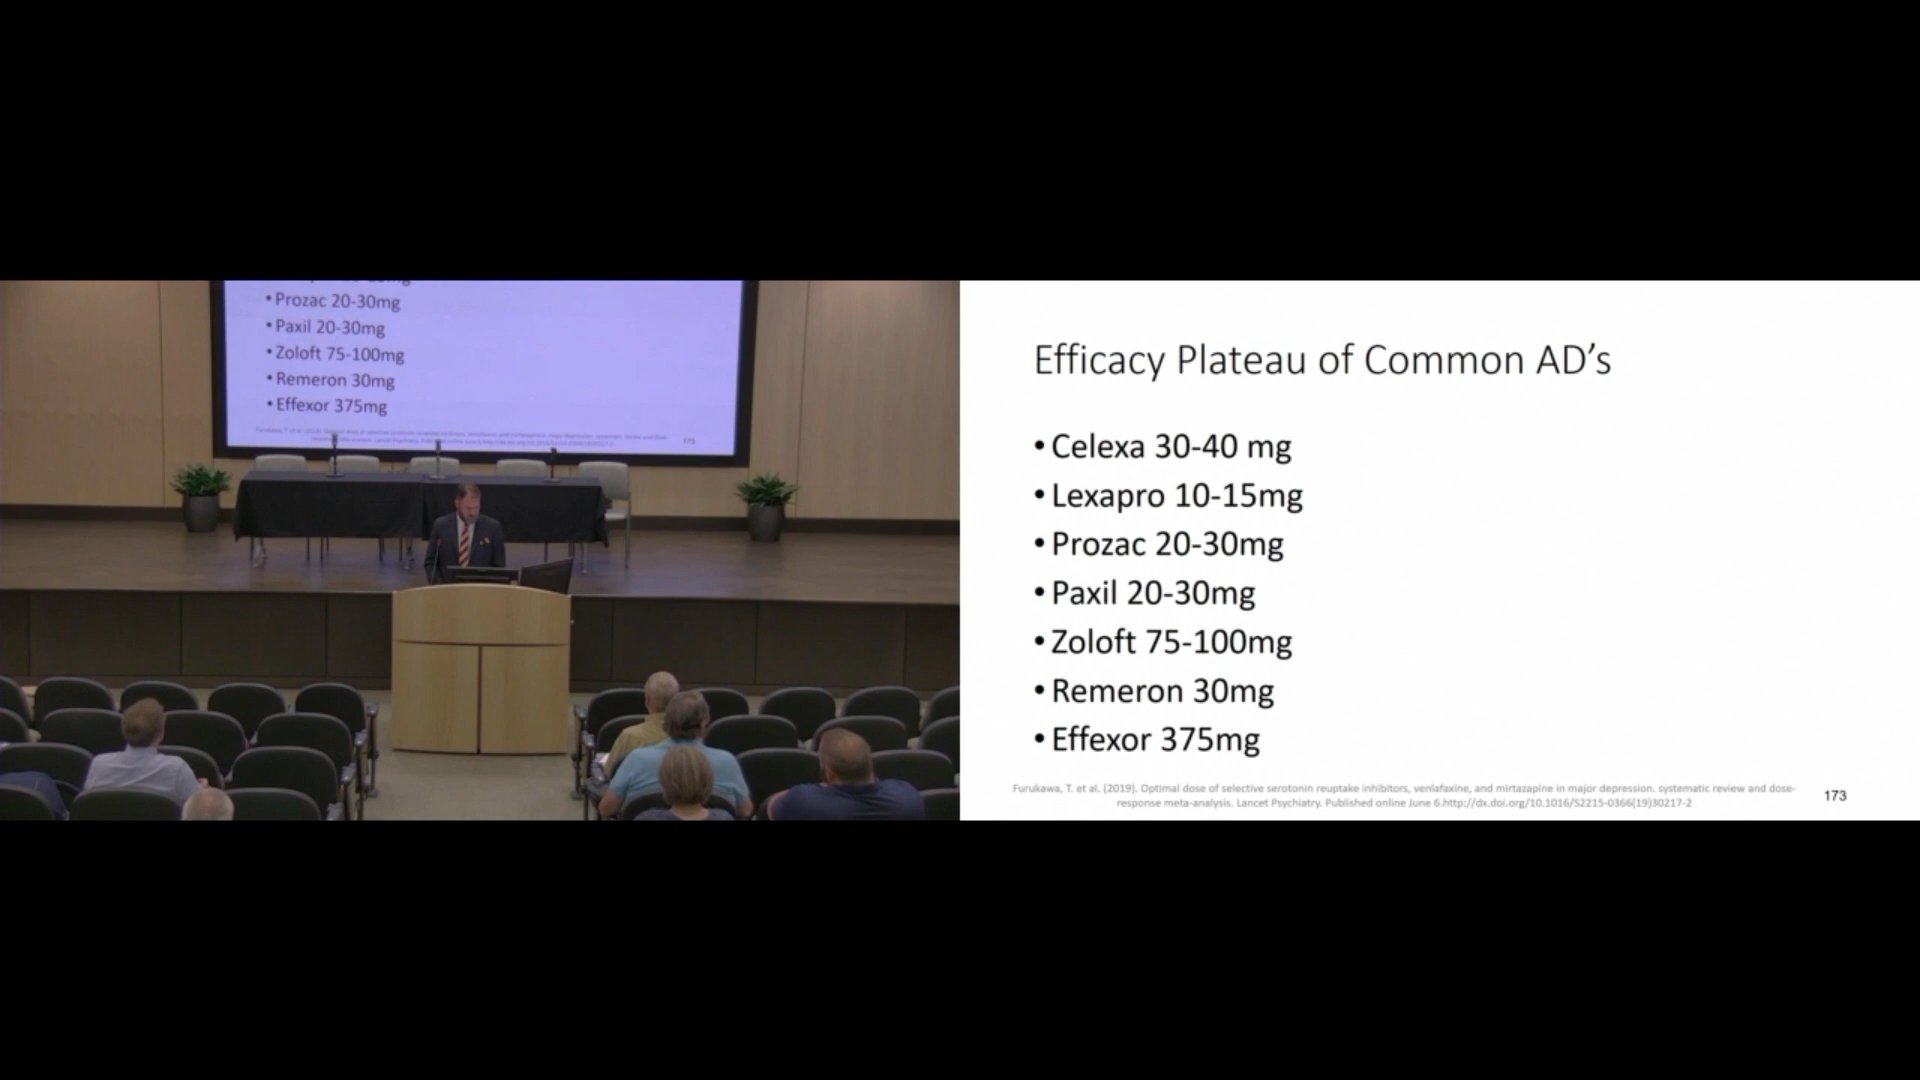 • Prozac 20-30mg
• Paxil 20-30mg
• Zoloft 75-100mg
• Remeron 30mg
• Effexor 375mg
173
Efficacy Plateau of Common AD’s
• Celexa 30-40 mg
• Lexapro 10-15mg
• Prozac 20-30mg
• Paxil 20-30mg
• Zoloft 75-100mg
• Remeron 30mg
• Effexor 375mg
Furukawa, T. et al. (2019). Optimal dose of selective serotonin reuptake inhibitors, venlafaxine, and mirtazapine in major depression. systematic review and dose-
response meta-analysis. Lancet Psychiatry. Published online June 6.http://dx.doi.org/10.1016/S2215-0366(19)30217-2
173